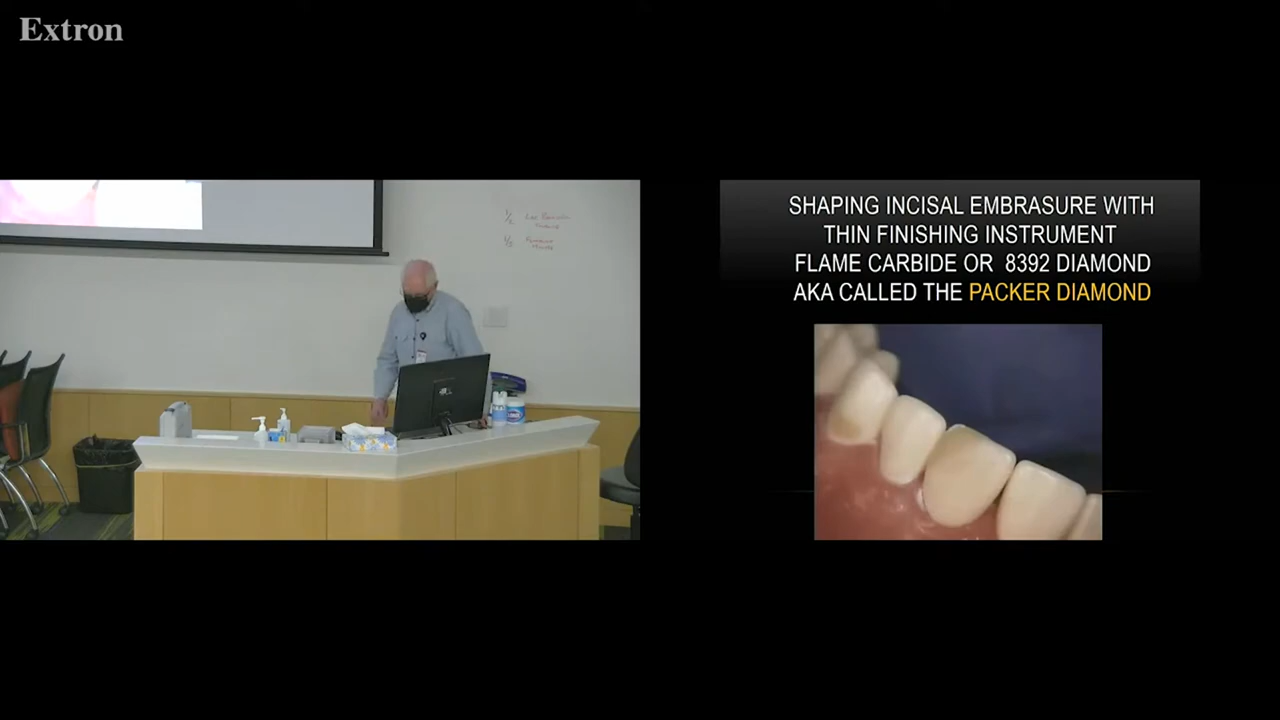 Extron
SHAPING INCISAL EMBRASURE WITH
THIN FINISHING INSTRUMENT
FLAME CARBIDE OR 8392 DIAMOND
AKA CALLED THE PACKER DIAMOND